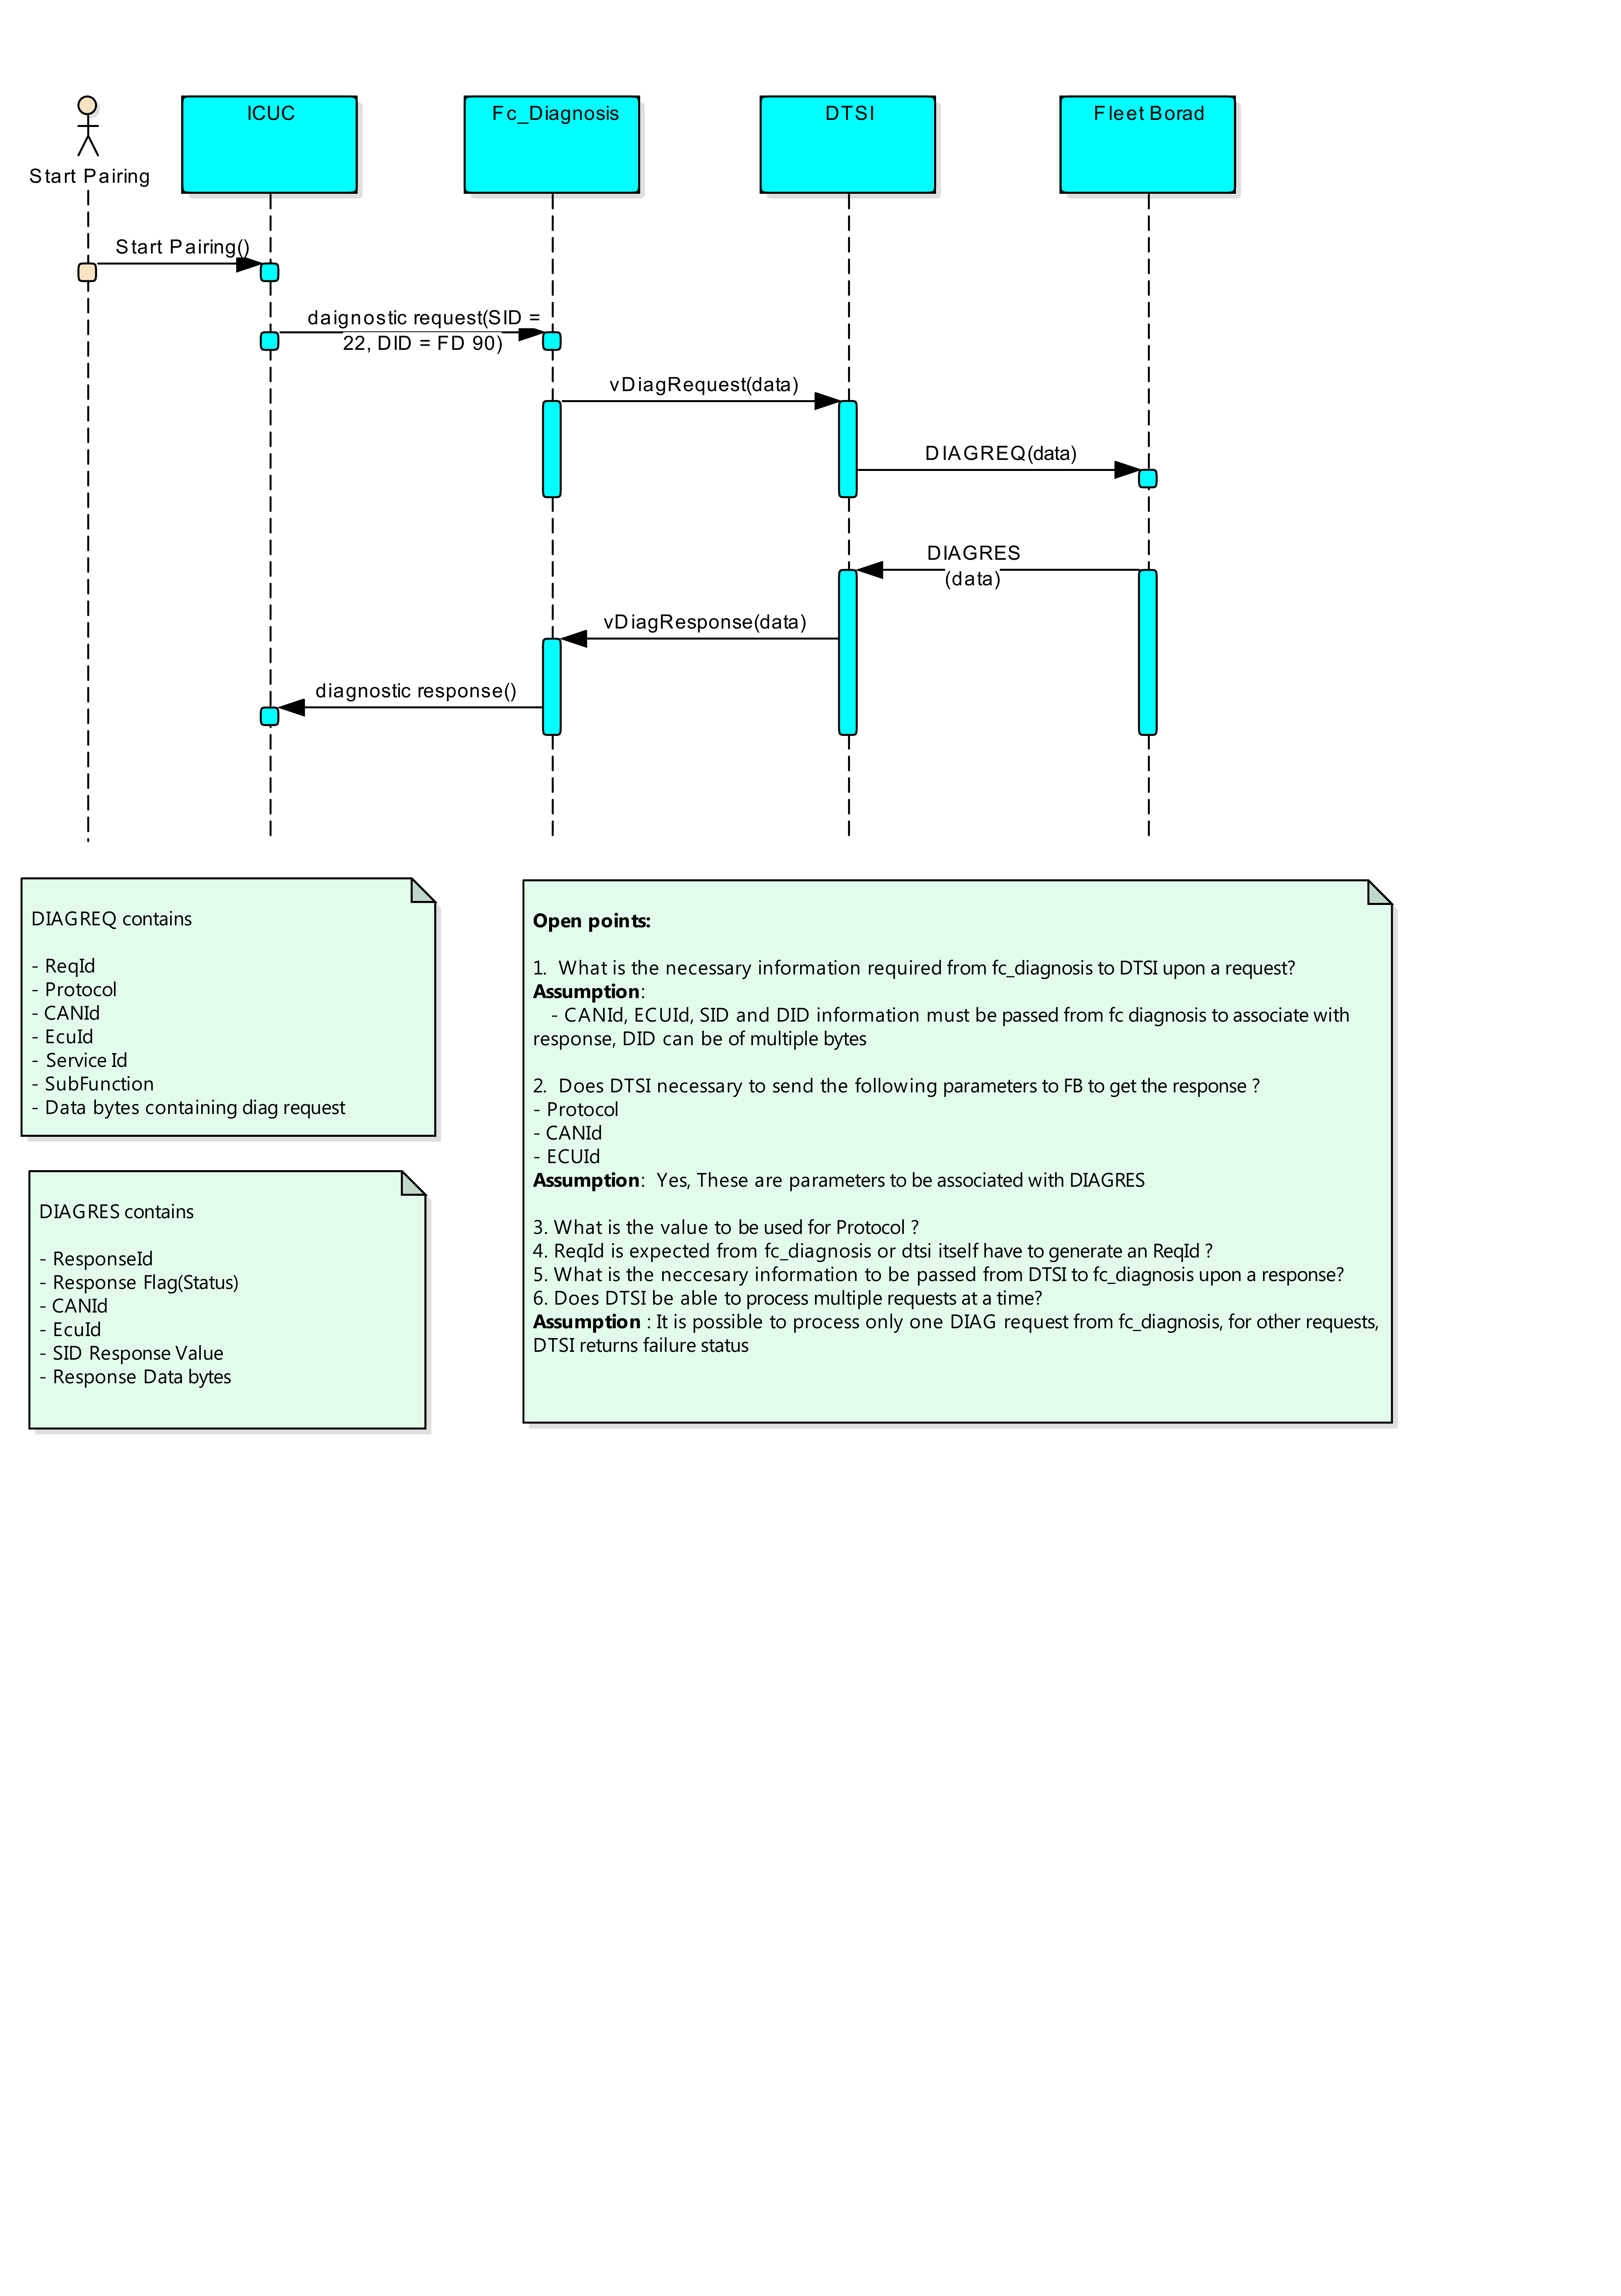 ICUC
Fc_Diagnosis
DTSI
Fleet Borad
Start Pairing
Start Pairing()
daignostic request(SID =
22, DID = FD 90)
vDiagRequest(data)
DIAGREQ(data)
DIAGRES
(data)
vDiagResponse(data)
diagnostic response()
DIAGREQ contains
- ReqId
- Protocol
- CANId
- EcuId
- Service Id
- SubFunction
- Data bytes containing diag request
DIAGRES contains
- ResponseId
- Response Flag(Status)
- CANId
- EcuId
- SID Response Value
- Response Data bytes
Open points:
1. What is the necessary information required from fc_diagnosis to DTSI upon a request?
Assumption:
- CANId, ECUId, SID and DID information must be passed from fc diagnosis to associate with
response, DID can be of multiple bytes
2. Does DTSI necessary to send the following parameters to FB to get the response ?
- Protocol
- CANId
- ECUId
Assumption: Yes, These are parameters to be associated with DIAGRES
3. What is the value to be used for Protocol ?
4. ReqId is expected from fc_diagnosis or dtsi itself have to generate an ReqId ?
5. What is the neccesary information to be passed from DTSI to fc_diagnosis upon a response?
6. Does DTSI be able to process multiple requests at a time?
Assumption : It is possible to process only one DIAG request from fc_diagnosis, for other requests,
DTSI returns failure status